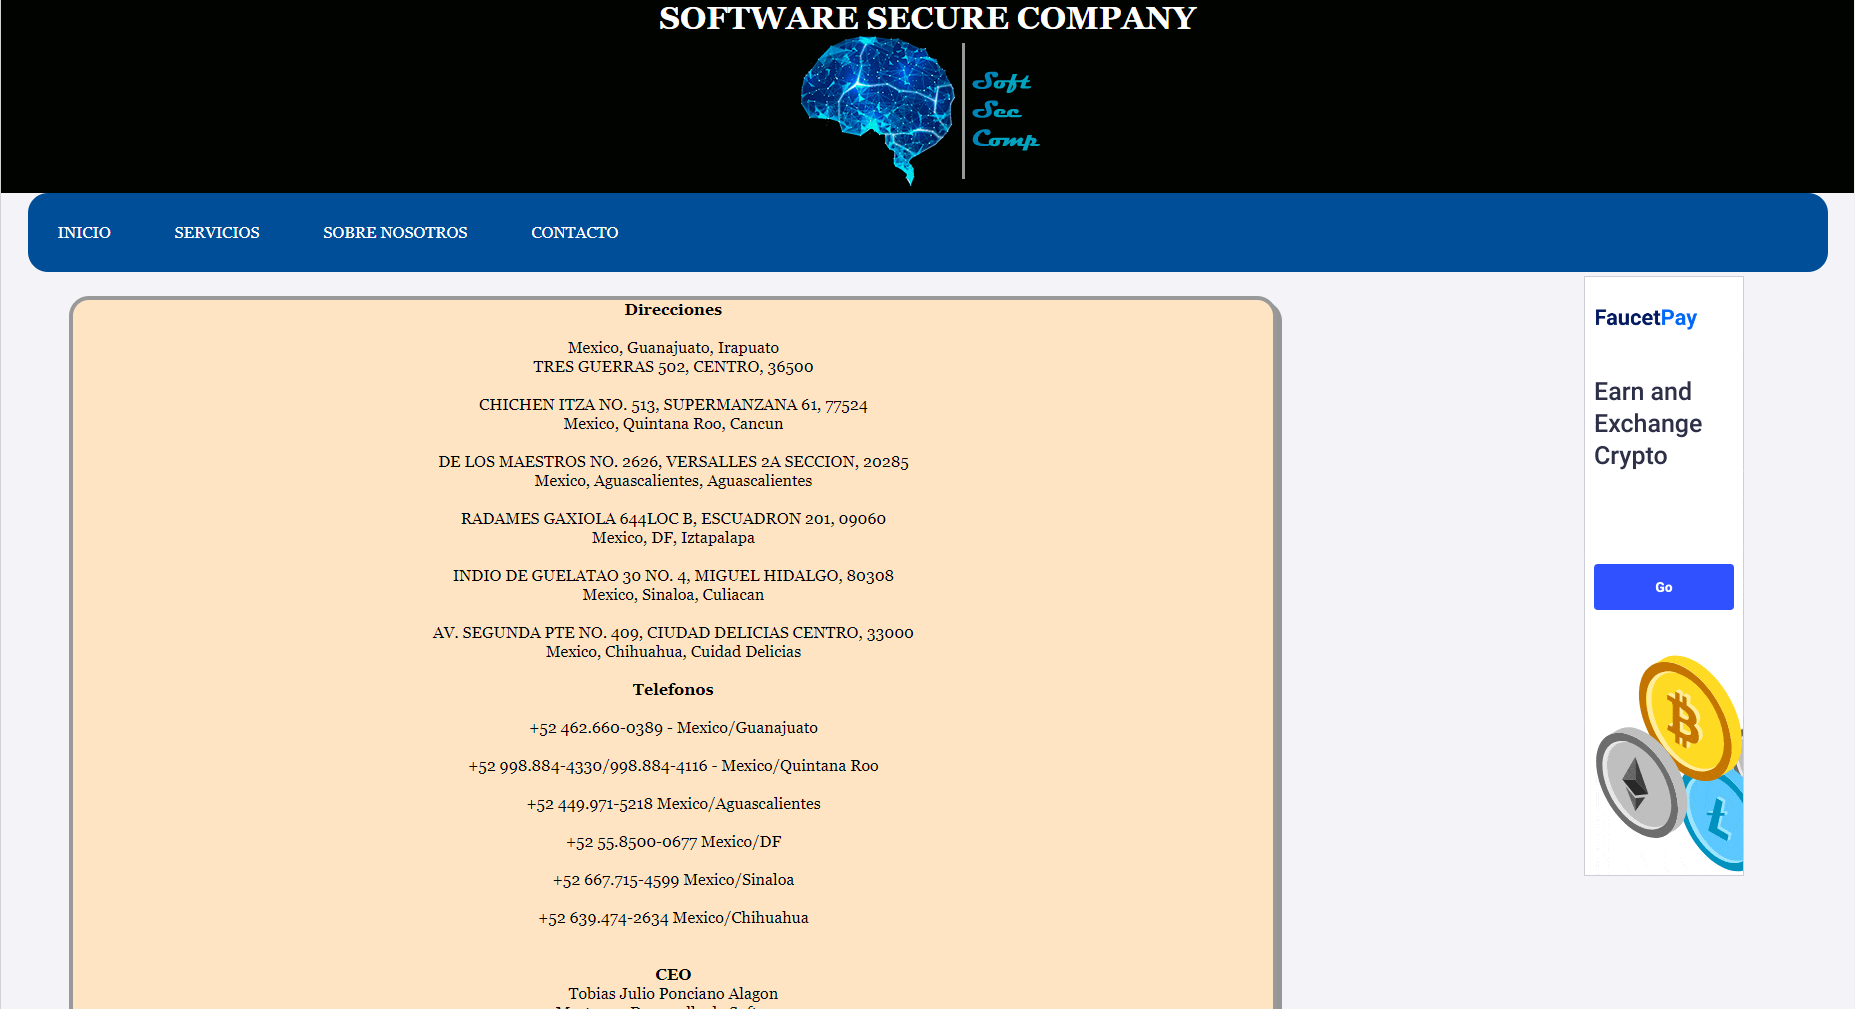 SOFTWARE SECURE COMPANY
Soft
Sec
Comp
INICIO SERVICIOS SOBRE NOSOTROS CONTACTO
Direcciones
Mexico, Guanajuato, Irapuato
TRES GUERRAS 502, CENTRO, 36500
CHICHEN ITZA NO. 513, SUPERMANZANA 61, 77524
Mexico, Quintana Roo, Cancun
DE LOS MAESTROS NO. 2626, VERSALLES 2A SECCION, 20285
Mexico, Aguascalientes, Aguascalientes
RADAMES GAXIOLA 644LOC B, ESCUADRON 201, 09060
Mexico, DF, Iztapalapa
INDIO DE GUELATAO 30 NO. 4, MIGUEL HIDALGO, 80308
Mexico, Sinaloa, Culiacan
AV. SEGUNDA PTE NO. 409, CIUDAD DELICIAS CENTRO, 33000
Mexico, Chihuahua, Cuidad Delicias
Telefonos
+52 462.660-0389 - Mexico/Guanajuato
+52 998.884-4330/998.884-4116 - Mexico/Quintana Roo
+52 449.971-5218 Mexico/Aguascalientes
+52 55.8500-0677 Mexico/DF
+52 667.715-4599 Mexico/Sinaloa
+52 639.474-2634 Mexico/Chihuahua
CEO
Tobias Julio Ponciano Alagon
FaucetPay
Earn and
Exchange
Crypto
Go